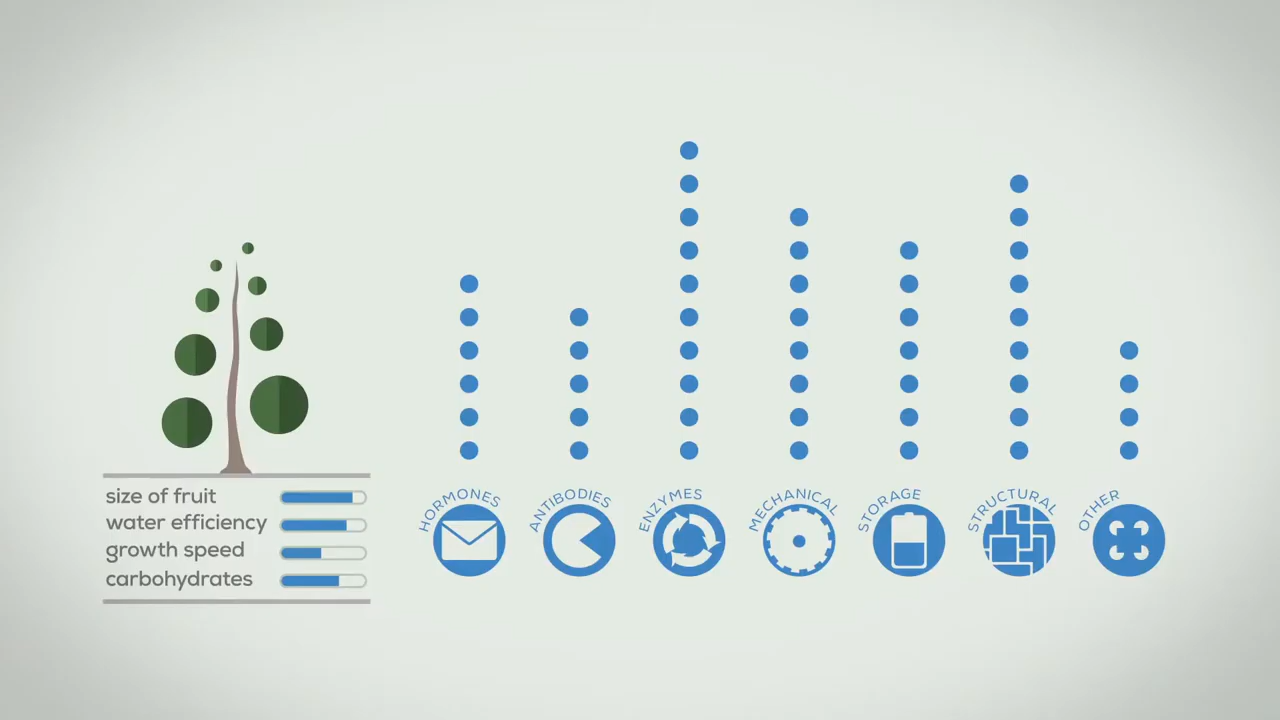 size of fruit
water efficiency
growth speed
carbohydrates
HORMONES
ANTIBODIES
ENZYMES
MECHANICAL
STORAGE
STRUCTURAL
OTHER